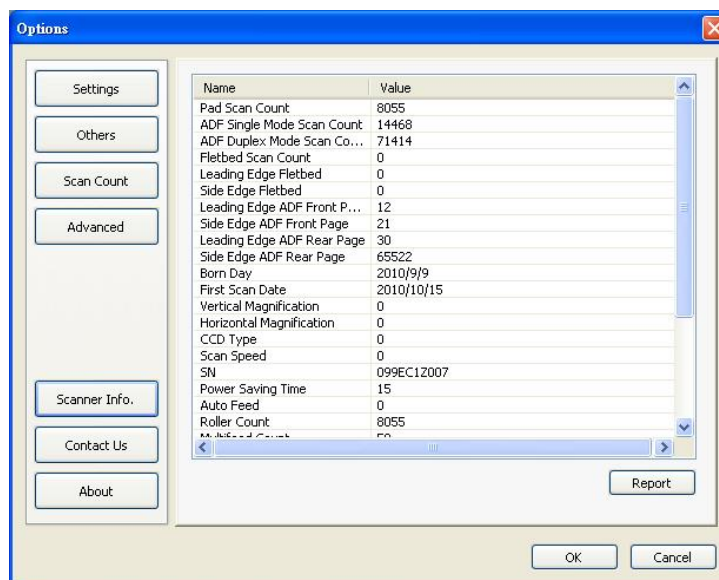 Options
Settings
Others
Scan Count
Advanced
Scanner Info.
Contact Us
About
Name Value
Pad Scan Count 8055
ADF Single Mode Scan Count 14468
ADF Duplex Mode Scan Co... 71414
Fletbed Scan Count 0
Leading Edge Fletbed 0
Side Edge Fletbed 0
Leading Edge ADF Front P... 12
Side Edge ADF Front Page 21
Leading Edge ADF Rear Page 30
Side Edge ADF Rear Page 65522
Born Day 2010/9/9
First Scan Date 2010/10/15
Vertical Magnification 0
Horizontal Magnification 0
CCD Type 0
Scan Speed 0
SN 099EC1Z007
Power Saving Time 15
Auto Feed 0
Roller Count 8055
Multifeed Count
Report
OK Cancel